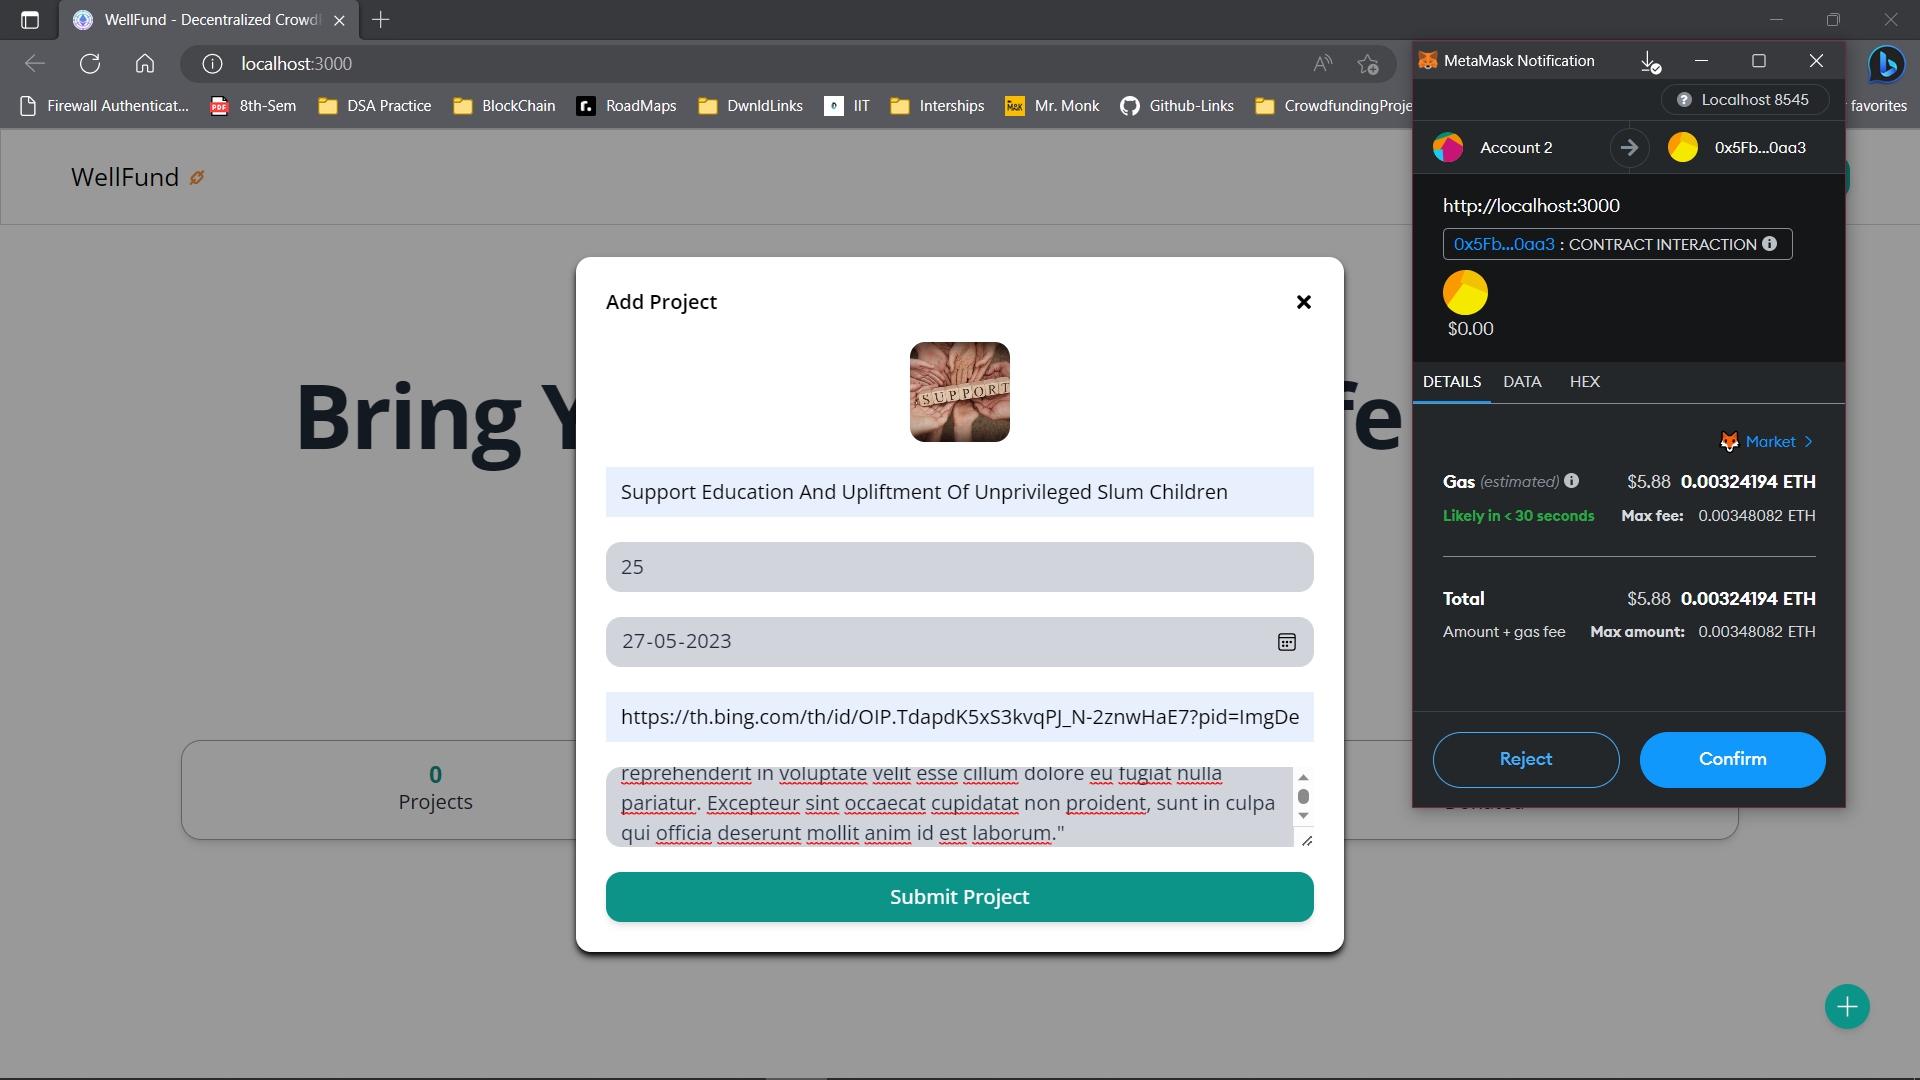 WellFund - Decentralized Crowd
localhost:3000
Firewall Authenticat...
PDF
8th-Sem
DSA Practice
BlockChain
r.
RoadMaps
DwnldLinks
IIT
Interships
M&K
Mr. Monk
Github-Links
CrowdfundingProje
favorites
WellFund
Bring Y
fe
0
Projects
Add Project
SUPPORT
Support Education And Upliftment Of Unprivileged Slum Children
25
27-05-2023
https://th.bing.com/th/id/OIP.TdapdK5xS3kvqPJ_N-2znwHaE7?pid=ImgDe
reprehenderit in voluptate velit esse cillum dolore eu fugiat nulla
pariatur. Excepteur sint occaecat cupidatat non proident, sunt in culpa
qui officia deserunt mollit anim id est laborum."
Submit Project
MetaMask Notification
Localhost 8545
Account 2
0x5Fb...0aa3
http://localhost:3000
0x5Fb...0aa3 : CONTRACT INTERACTION
$0.00
DETAILS DATA HEX
Market >
Gas (estimated) $5.88 0.00324194 ETH
Likely in < 30 seconds Max fee: 0.00348082 ETH
Total $5.88 0.00324194 ETH
Amount + gas fee Max amount: 0.00348082 ETH
Reject Confirm